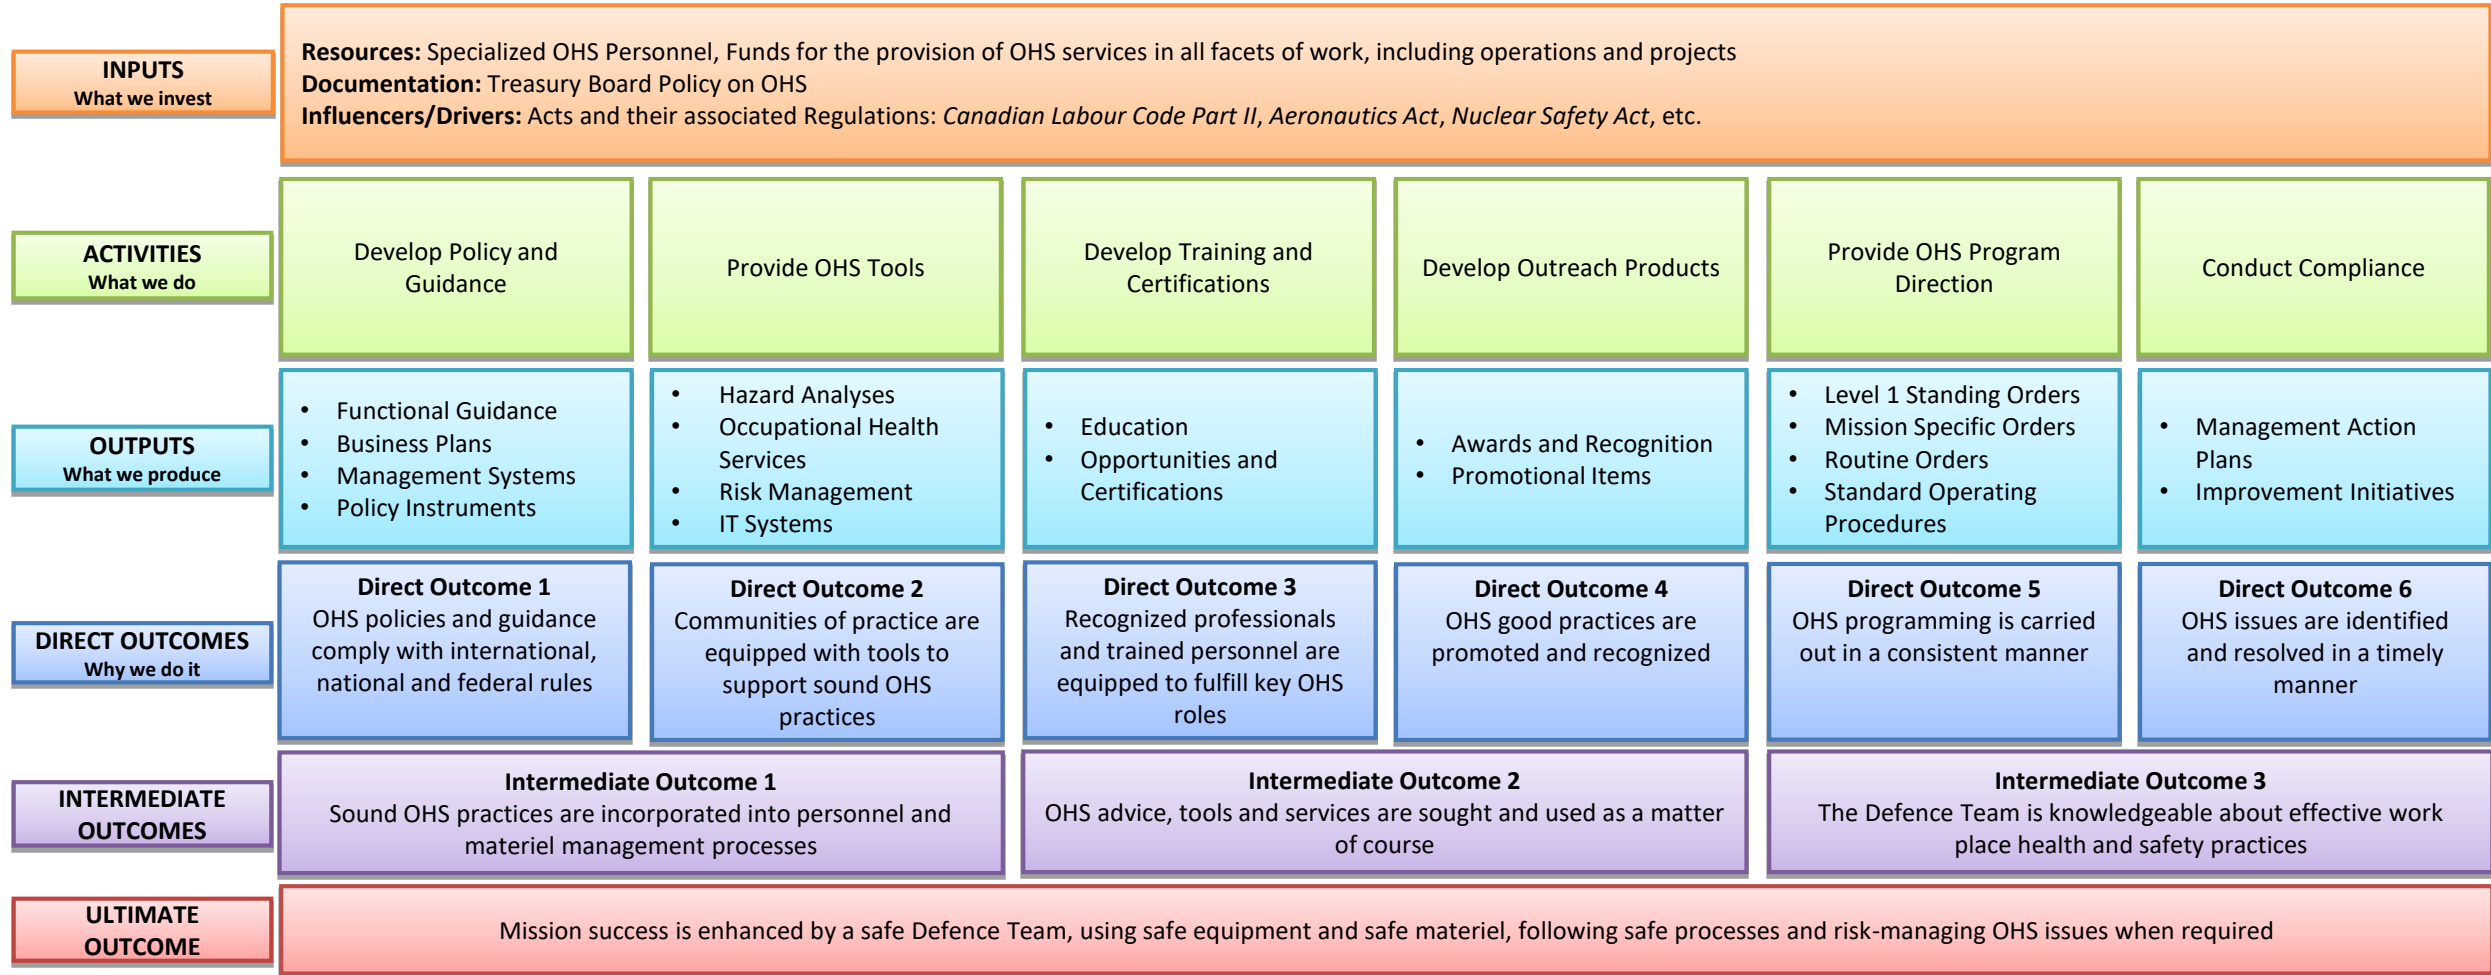 INPUTS
What we invest
Resources: Specialized OHS Personnel, Funds for the provision of OHS services in all facets of work, including operations and projects
Documentation: Treasury Board Policy on OHS
Influencers/Drivers: Acts and their associated Regulations: Canadian Labour Code Part II, Aeronautics Act, Nuclear Safety Act, etc.
ACTIVITIES
What we do
Develop Policy and
Guidance
Provide OHS Tools
Develop Training and
Certifications
Develop Outreach Products
Provide OHS Program
Direction
Conduct Compliance
OUTPUTS
What we produce
• Functional Guidance
• Business Plans
• Management Systems
• Policy Instruments
• Hazard Analyses
• Occupational Health
Services
• Risk Management
• IT Systems
• Education
• Opportunities and
Certifications
• Awards and Recognition
• Promotional Items
• Level 1 Standing Orders
• Mission Specific Orders
• Routine Orders
• Standard Operating
Procedures
• Management Action
Plans
• Improvement Initiatives
DIRECT OUTCOMES
Why we do it
Direct Outcome 1
OHS policies and guidance
comply with international,
national and federal rules
Direct Outcome 2
Communities of practice are
equipped with tools to
support sound OHS
practices
Direct Outcome 3
Recognized professionals
and trained personnel are
equipped to fulfill key OHS
roles
Direct Outcome 4
OHS good practices are
promoted and recognized
Direct Outcome 5
OHS programming is carried
out in a consistent manner
Direct Outcome 6
OHS issues are identified
and resolved in a timely
manner
INTERMEDIATE
OUTCOMES
Intermediate Outcome 1
Sound OHS practices are incorporated into personnel and
materiel management processes
Intermediate Outcome 2
OHS advice, tools and services are sought and used as a matter
of course
Intermediate Outcome 3
The Defence Team is knowledgeable about effective work
place health and safety practices
ULTIMATE
OUTCOME
Mission success is enhanced by a safe Defence Team, using safe equipment and safe materiel, following safe processes and risk-managing OHS issues when required